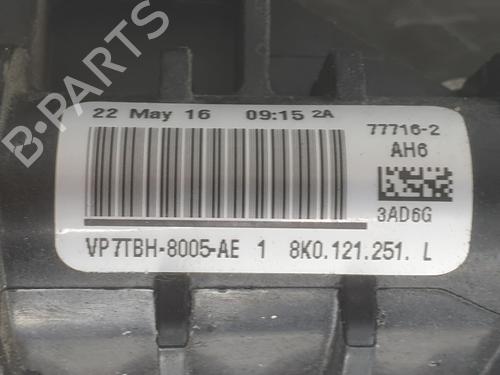 22 May 16 09:15 2A
77716-2
AH6
3AD6G
VP7TBH-8005-AE 1 8K0.121.251. L
B-PARTS